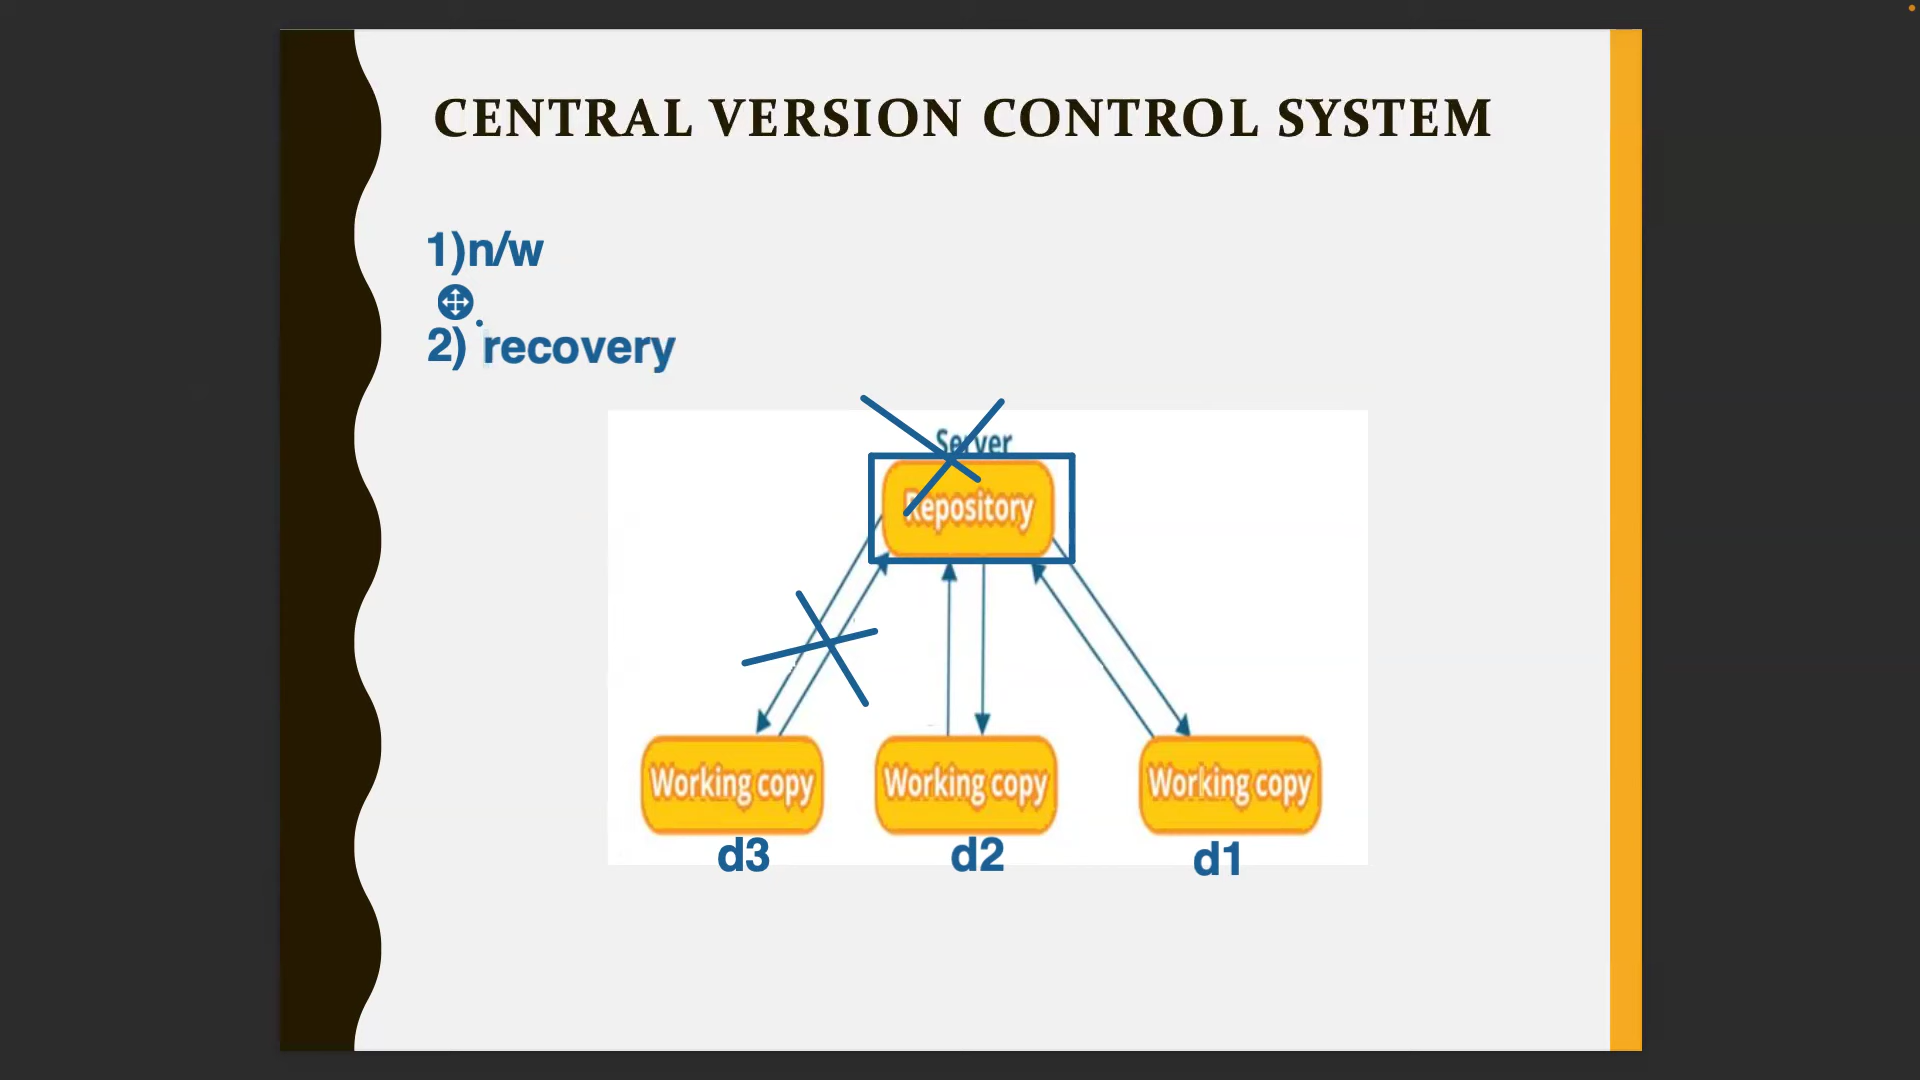 CENTRAL VERSION CONTROL SYSTEM
1)n/w
2) recovery
Server
Repository
Working copy
Working copy
Working copy
d3
d2
d1